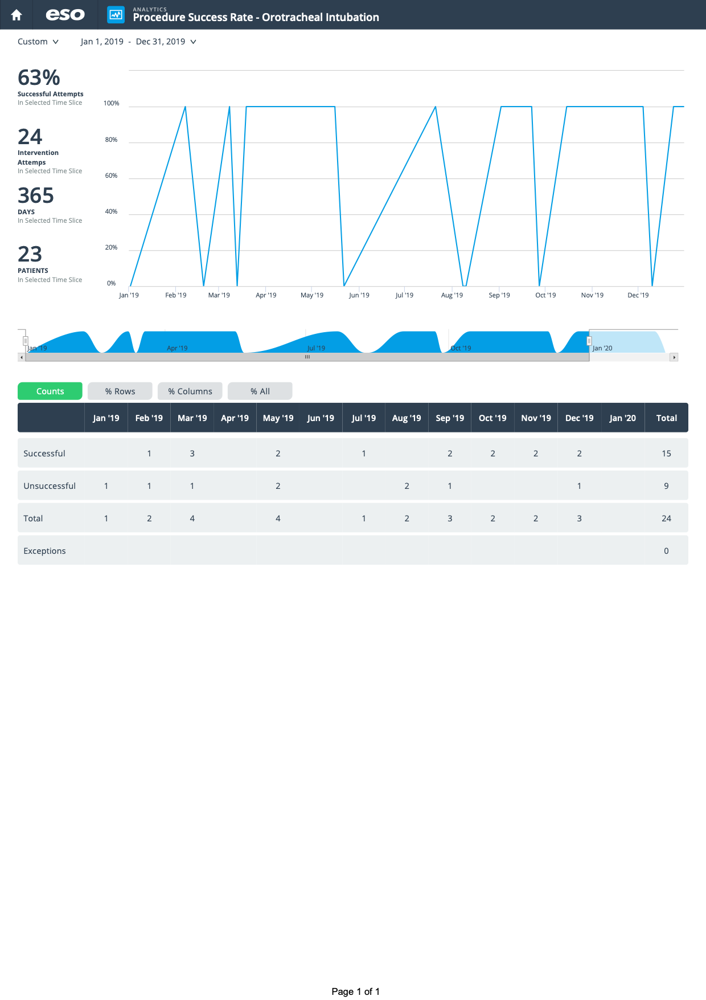 eso
ANALYTICS
Procedure Success Rate - Orotracheal Intubation
Custom Jan 1, 2019 - Dec 31, 2019
63%
Successful Attempts
In Selected Time Slice
24
Intervention
Attemps
In Selected Time Slice
365
DAYS
In Selected Time Slice
23
PATIENTS
In Selected Time Slice
100%
80%
60%
40%
20%
0%
Jan '19 Feb '19 Mar '19 Apr '19 May '19 Jun '19 Jul '19 Aug '19 Sep '19 Oct '19 Nov '19 Dec '19
Jan '19 Apr '19 Jul '19 Oct '19 Jan '20
Counts % Rows % Columns % All
Jan '19 Feb '19 Mar '19 Apr '19 May '19 Jun '19 Jul '19 Aug '19 Sep '19 Oct '19 Nov '19 Dec '19 Jan '20 Total
Successful 1 3 2 1 2 2 2 2 15
Unsuccessful 1 1 1 2 2 1 1 9
Total 1 2 4 4 1 2 3 2 2 3 24
Exceptions 0
Page 1 of 1